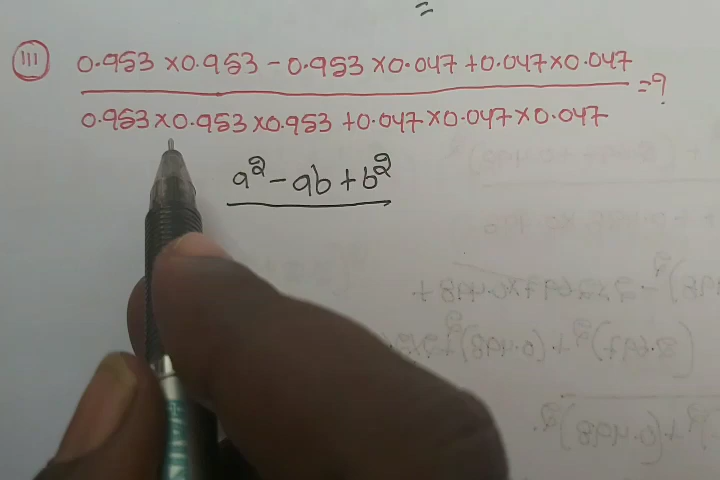 =
(III) 0.953 × 0.953 - 0.953 × 0.047 + 0.047 × 0.047
= ?
0.953 × 0.953 × 0.953 + 0.047 × 0.047 × 0.047
a² - ab + b²